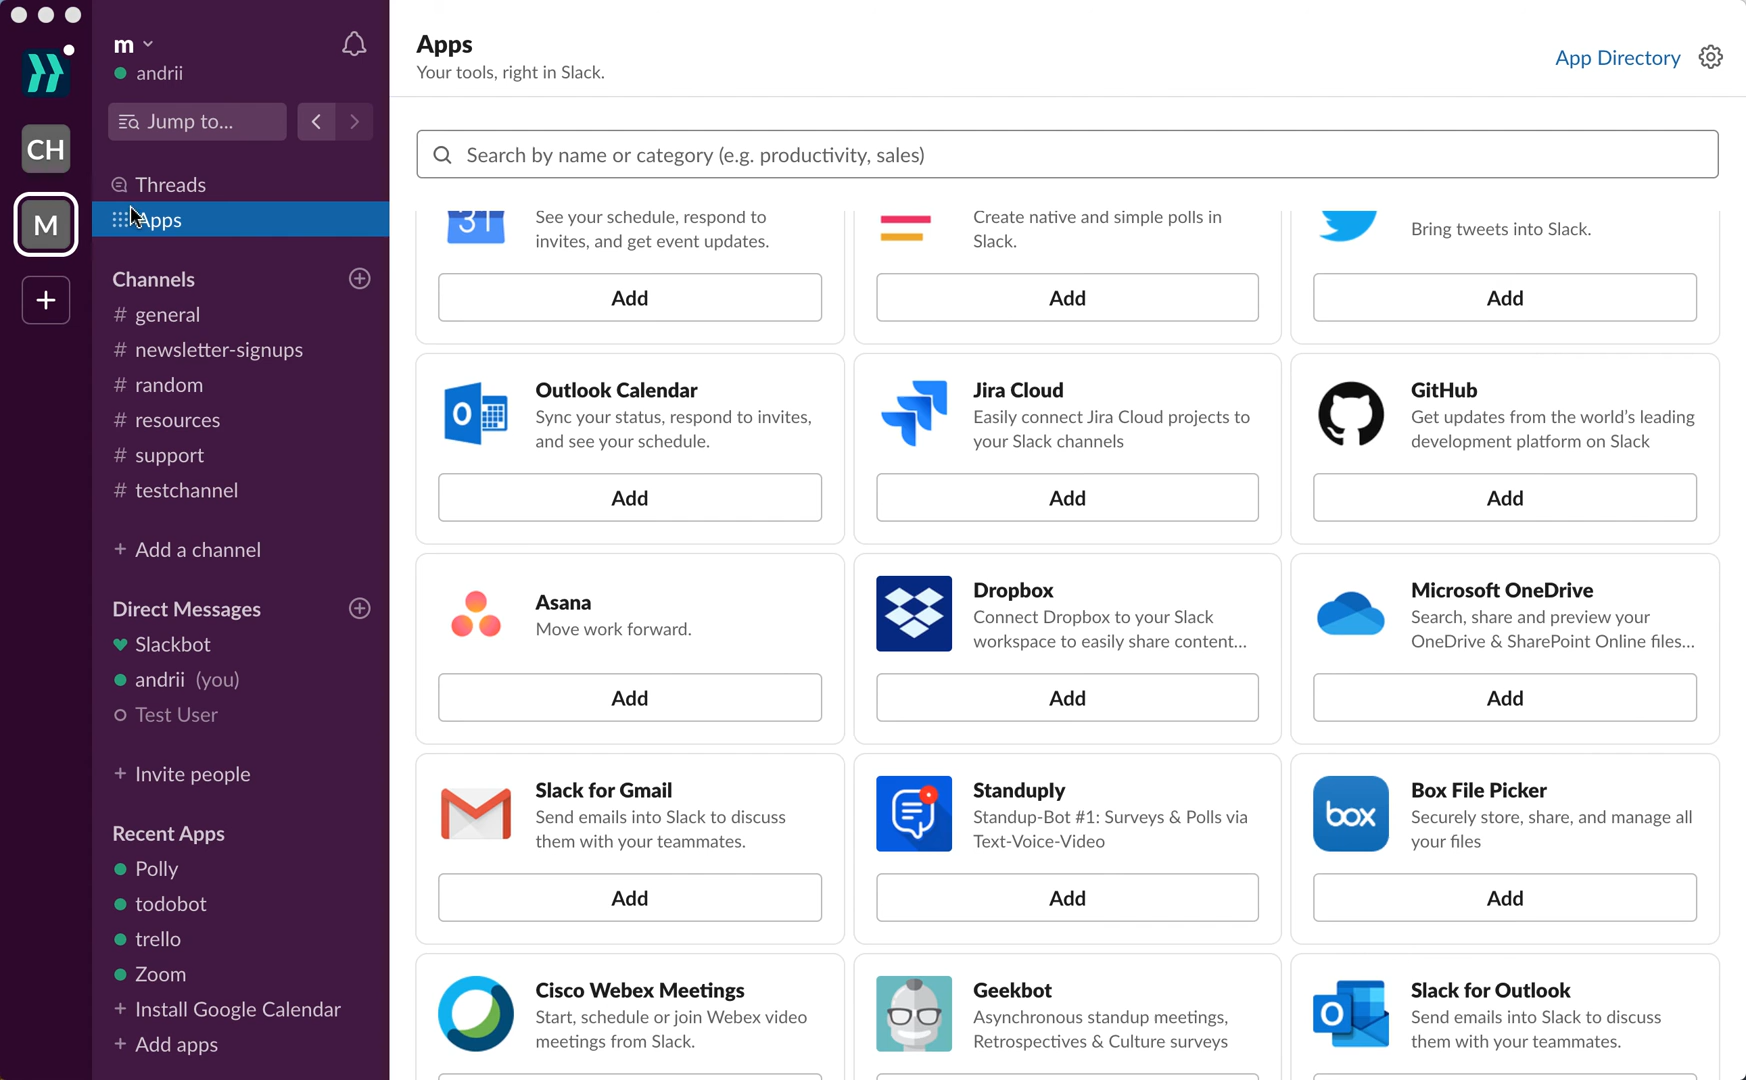 m
andrii
Jump to...
CH
M
Threads
Apps
Channels
# general
# newsletter-signups
# random
# resources
# support
# testchannel
+ Add a channel
Direct Messages
Slackbot
andrii (you)
Test User
+ Invite people
Recent Apps
Polly
todobot
trello
Zoom
+ Install Google Calendar
+ Add apps
Apps
Your tools, right in Slack.
App Directory
Search by name or category (e.g. productivity, sales)
31
See your schedule, respond to
invites, and get event updates.
Add
Create native and simple polls in
Slack.
Add
Bring tweets into Slack.
Add
Outlook Calendar
Sync your status, respond to invites,
and see your schedule.
Add
Jira Cloud
Easily connect Jira Cloud projects to
your Slack channels
Add
GitHub
Get updates from the world's leading
development platform on Slack
Add
Asana
Move work forward.
Add
Dropbox
Connect Dropbox to your Slack
workspace to easily share content...
Add
Microsoft OneDrive
Search, share and preview your
OneDrive & SharePoint Online files...
Add
Slack for Gmail
Send emails into Slack to discuss
them with your teammates.
Add
Standuply
Standup-Bot #1: Surveys & Polls via
Text-Voice-Video
Add
box
Box File Picker
Securely store, share, and manage all
your files
Add
Cisco Webex Meetings
Start, schedule or join Webex video
meetings from Slack.
Geekbot
Asynchronous standup meetings,
Retrospectives & Culture surveys
Slack for Outlook
Send emails into Slack to discuss
them with your teammates.